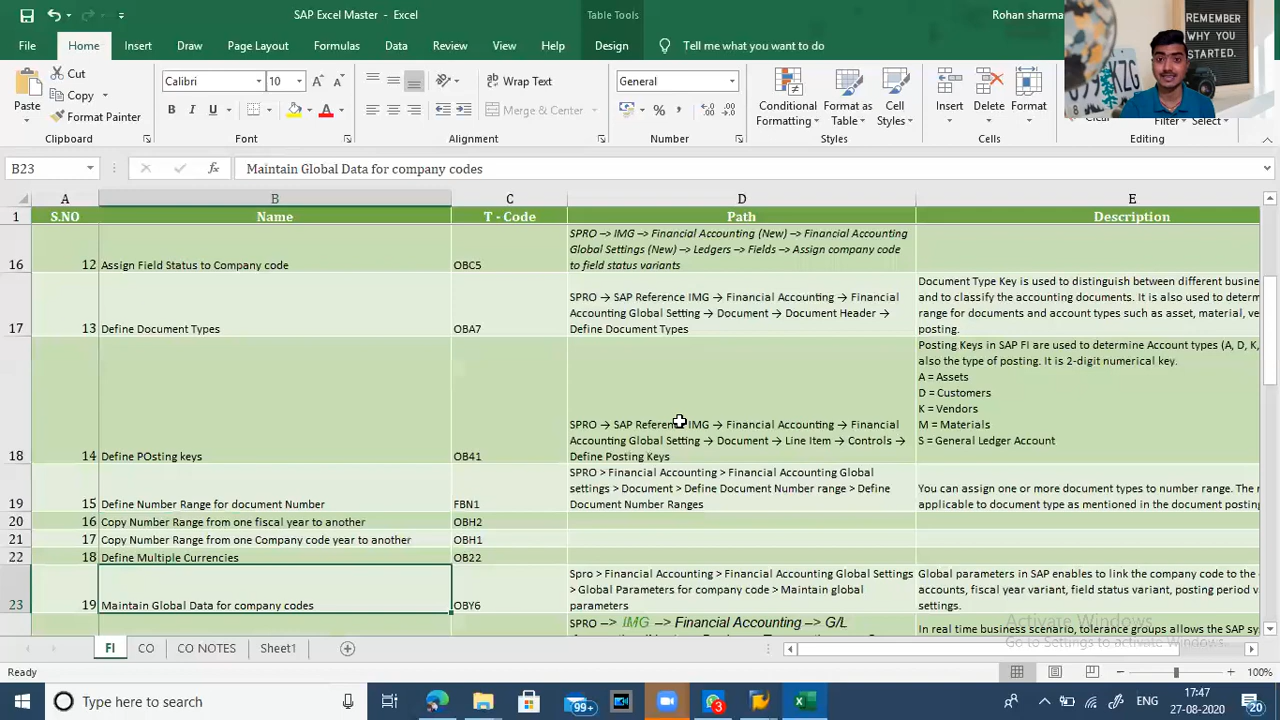 SAP Excel Master - Excel
Table Tools
Rohan sharma
REMEMBER
WHY YOU
STARTED.
File Home Insert Draw Page Layout Formulas Data Review View Help Design Tell me what you want to do
Paste
Cut
Copy
Format Painter
Clipboard
Calibri 10
B I U
Font
Wrap Text
Merge & Center
Alignment
General
Number
Conditional Formatting
Format as Table
Cell Styles
Styles
Insert Delete Format
Cells
Filter Select
Editing
B23
Maintain Global Data for company codes
A B C D E
1 S.NO Name T - Code Path Description
SPRO –> IMG –> Financial Accounting (New) –> Financial Accounting
Global Settings (New) –> Ledgers –> Fields –> Assign company code
16 12 Assign Field Status to Company code OBC5 to field status variants
Document Type Key is used to distinguish between different busine
SPRO → SAP Reference IMG → Financial Accounting → Financial and to classify the accounting documents. It is also used to determ
Accounting Global Setting → Document → Document Header → range for documents and account types such as asset, material, ve
17 13 Define Document Types OBA7 Define Document Types posting.
Posting Keys in SAP FI are used to determine Account types (A, D, K,
also the type of posting. It is 2-digit numerical key.
A = Assets
D = Customers
K = Vendors
SPRO → SAP Reference IMG → Financial Accounting → Financial M = Materials
Accounting Global Setting → Document → Line Item → Controls → S = General Ledger Account
18 14 Define POsting keys OB41 Define Posting Keys
SPRO > Financial Accounting > Financial Accounting Global
settings > Document > Define Document Number range > Define You can assign one or more document types to number range. The n
19 15 Define Number Range for document Number FBN1 Document Number Ranges applicable to document type as mentioned in the document posting
20 16 Copy Number Range from one fiscal year to another OBH2
21 17 Copy Number Range from one Company code year to another OBH1
22 18 Define Multiple Currencies OB22
Spro > Financial Accounting > Financial Accounting Global Settings Global parameters in SAP enables to link the company code to the
> Global Parameters for company code > Maintain global accounts, fiscal year variant, field status variant, posting period v
23 19 Maintain Global Data for company codes OBY6 parameters settings.
SPRO –> IMG –> Financial Accounting –> G/L In real time business scenario, tolerance groups allows the SAP sy
Activate Windows
Go to Settings to activate Windows.
FI CO CO NOTES Sheet1
Ready
100%
Type here to search
99+
3
ENG
17:47
27-08-2020
20